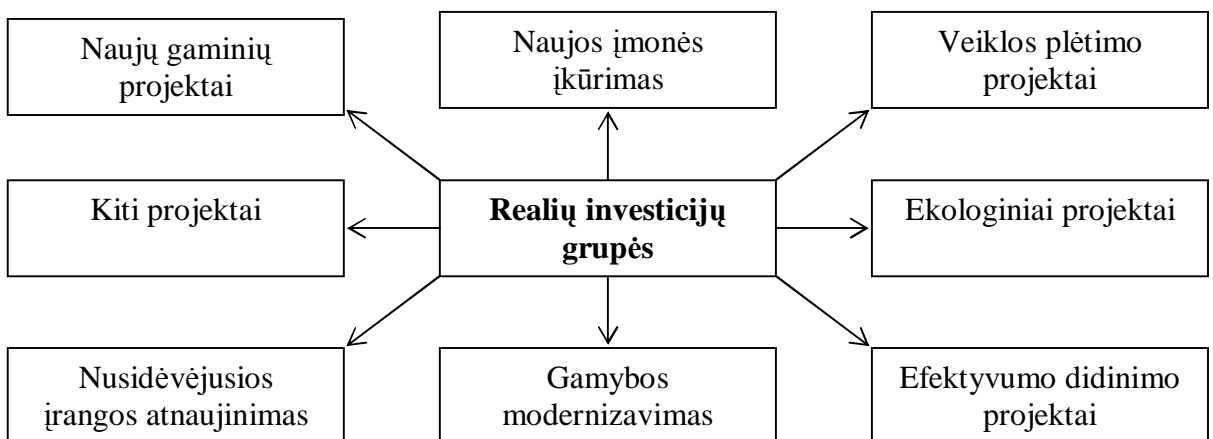 Naujų gaminių
projektai
Naujos įmonės
įkūrimas
Veiklos plėtimo
projektai
Kiti projektai
Realių investicijų
grupės
Ekologiniai projektai
Nusidėvėjusios
įrangos atnaujinimas
Gamybos
modernizavimas
Efektyvumo didinimo
projektai